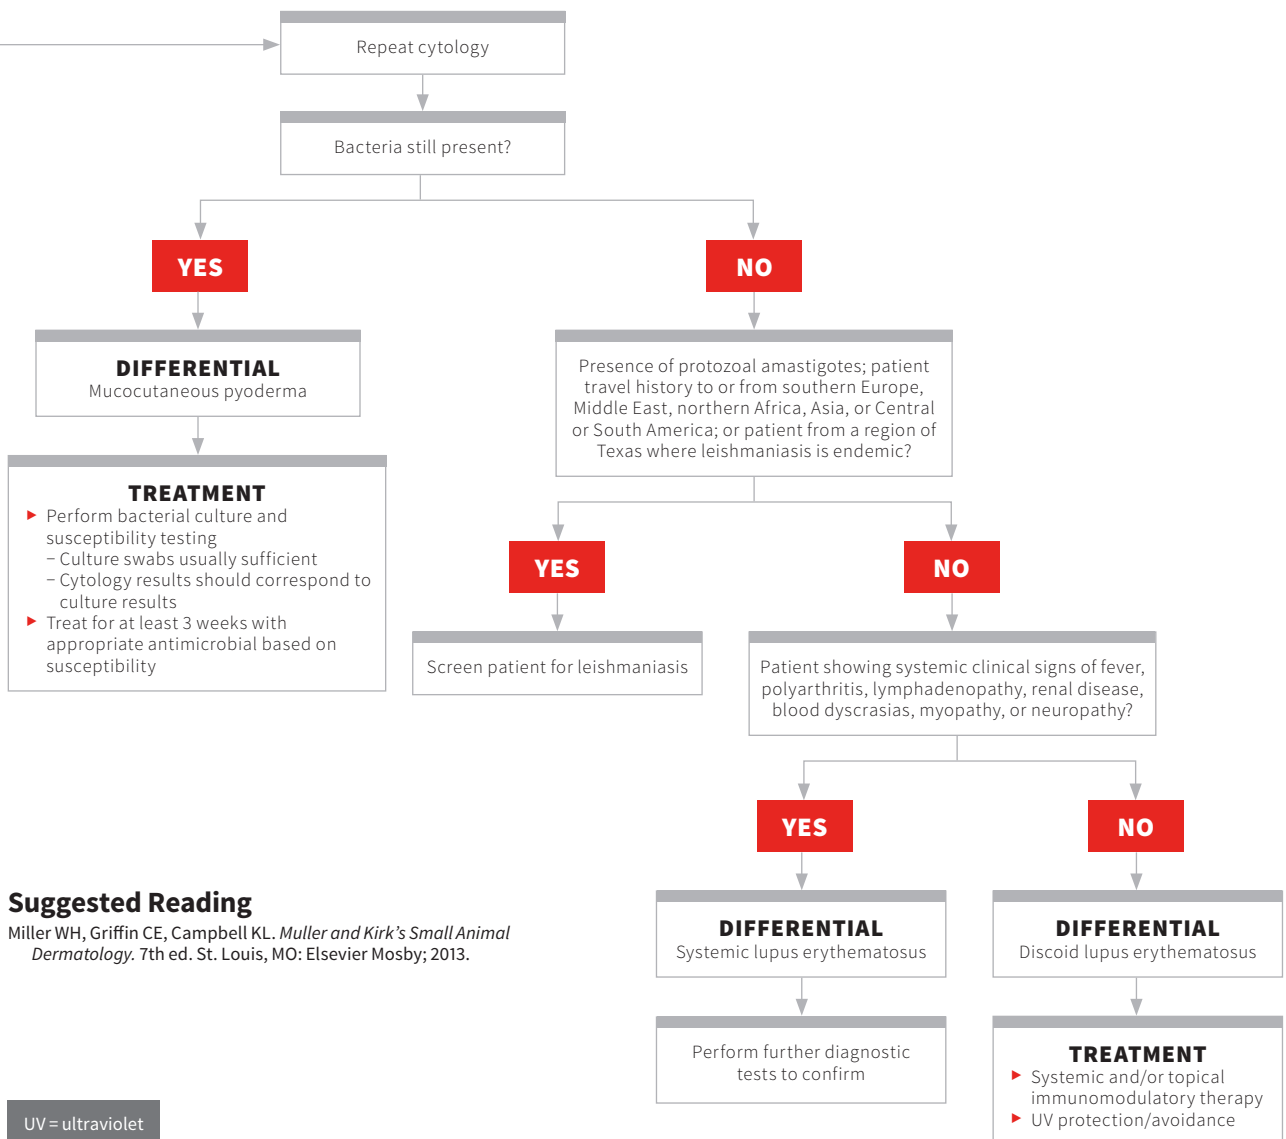 Repeat cytology
Bacteria still present?
YES
NO
DIFFERENTIAL
Mucocutaneous pyoderma
TREATMENT
▶ Perform bacterial culture and
susceptibility testing
– Culture swabs usually sufficient
– Cytology results should correspond to
culture results
▶ Treat for at least 3 weeks with
appropriate antimicrobial based on
susceptibility
Presence of protozoal amastigotes; patient
travel history to or from southern Europe,
Middle East, northern Africa, Asia, or Central
or South America; or patient from a region of
Texas where leishmaniasis is endemic?
YES
NO
Screen patient for leishmaniasis
Patient showing systemic clinical signs of fever,
polyarthritis, lymphadenopathy, renal disease,
blood dyscrasias, myopathy, or neuropathy?
YES
NO
DIFFERENTIAL
Systemic lupus erythematosus
Perform further diagnostic
tests to confirm
DIFFERENTIAL
Discoid lupus erythematosus
TREATMENT
▶ Systemic and/or topical
immunomodulatory therapy
▶ UV protection/avoidance
Suggested Reading
Miller WH, Griffin CE, Campbell KL. Muller and Kirk's Small Animal
Dermatology. 7th ed. St. Louis, MO: Elsevier Mosby; 2013.
UV = ultraviolet